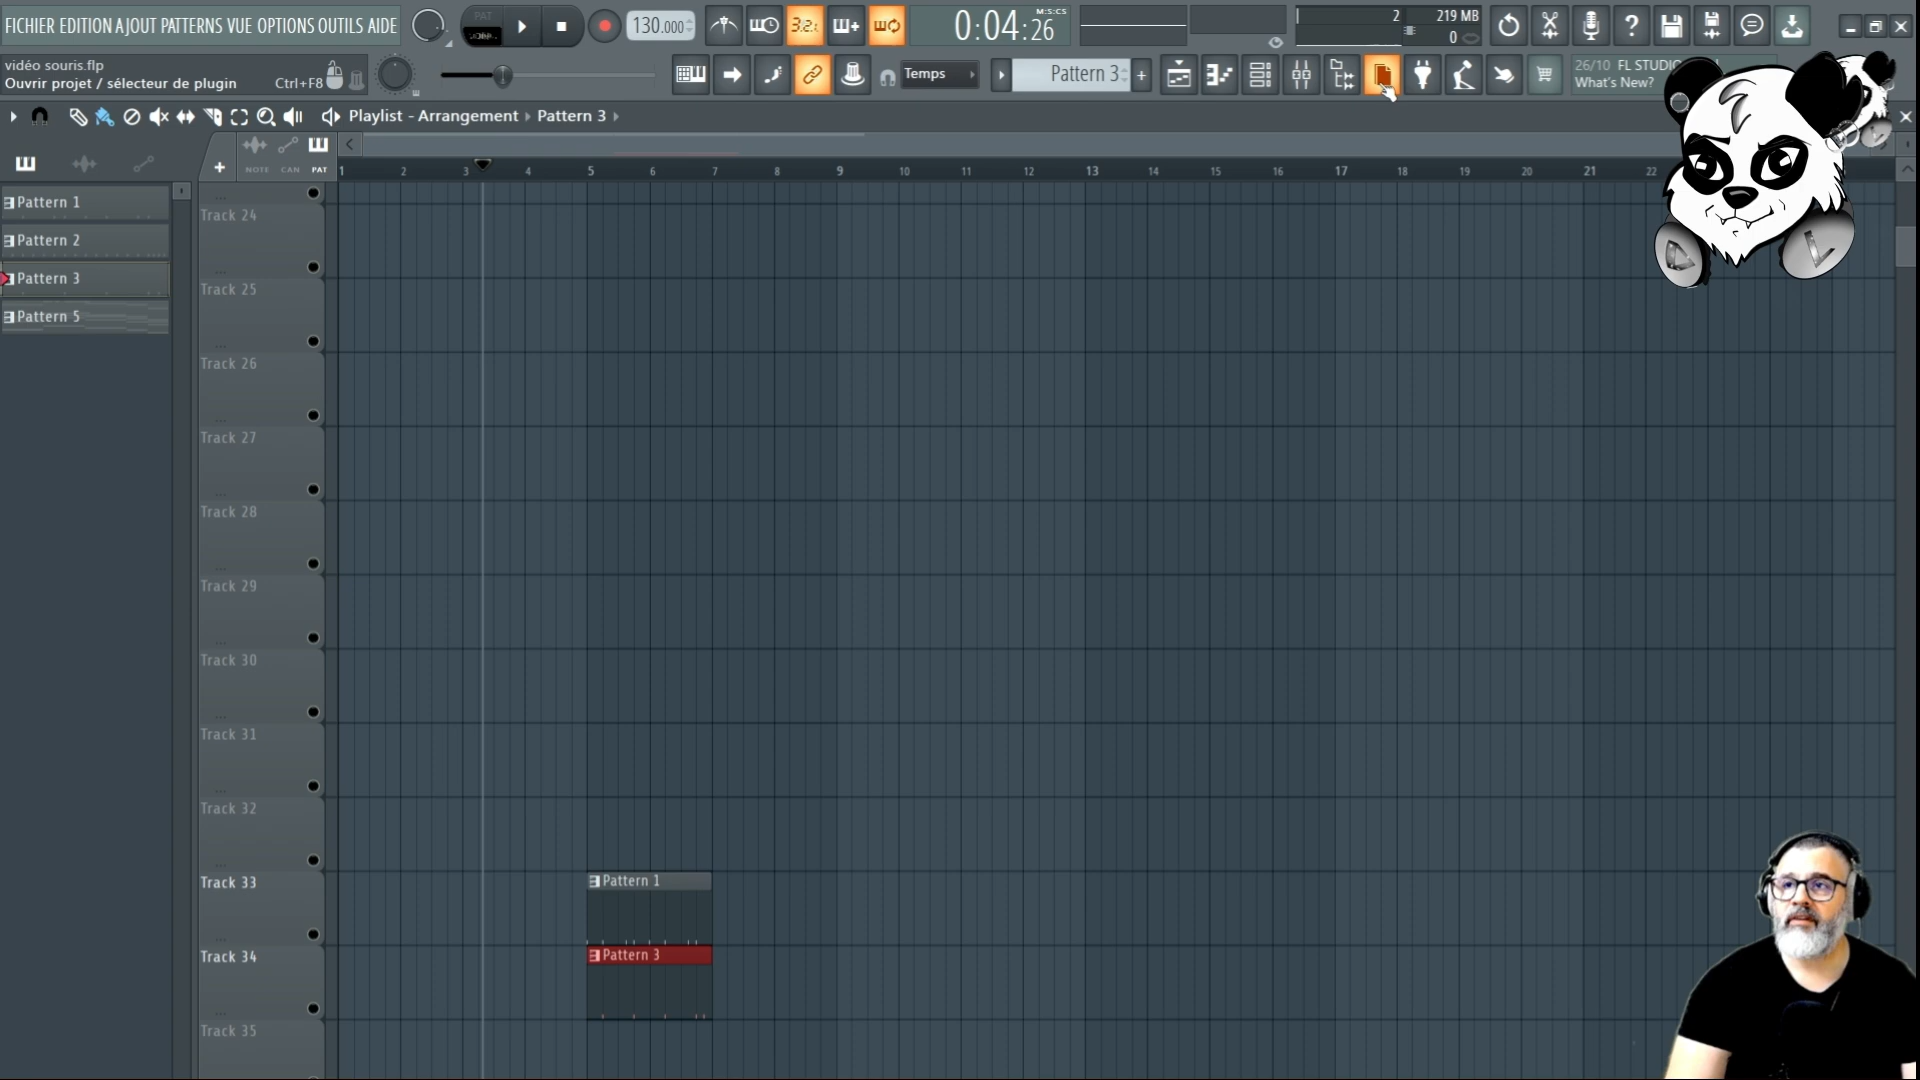 FICHIER EDITION AJOUT PATTERNS VUE OPTIONS OUTILS AIDE
PAT
130.000
3.2.
0:04:26
M:S:CS
2
219 MB
0
vidéo souris.flp
Ouvrir projet / sélecteur de plugin
Ctrl+F8
Temps
Pattern 3
26/10 FL STUDIO
What's New?
Playlist - Arrangement
Pattern 3
NOTE
CAN
PAT
1 2 3 4 5 6 7 8 9 10 11 12 13 14 15 16 17 18 19 20 21 22
Pattern 1
Pattern 2
Pattern 3
Pattern 5
Track 24
Track 25
Track 26
Track 27
Track 28
Track 29
Track 30
Track 31
Track 32
Track 33
Pattern 1
Track 34
Pattern 3
Track 35